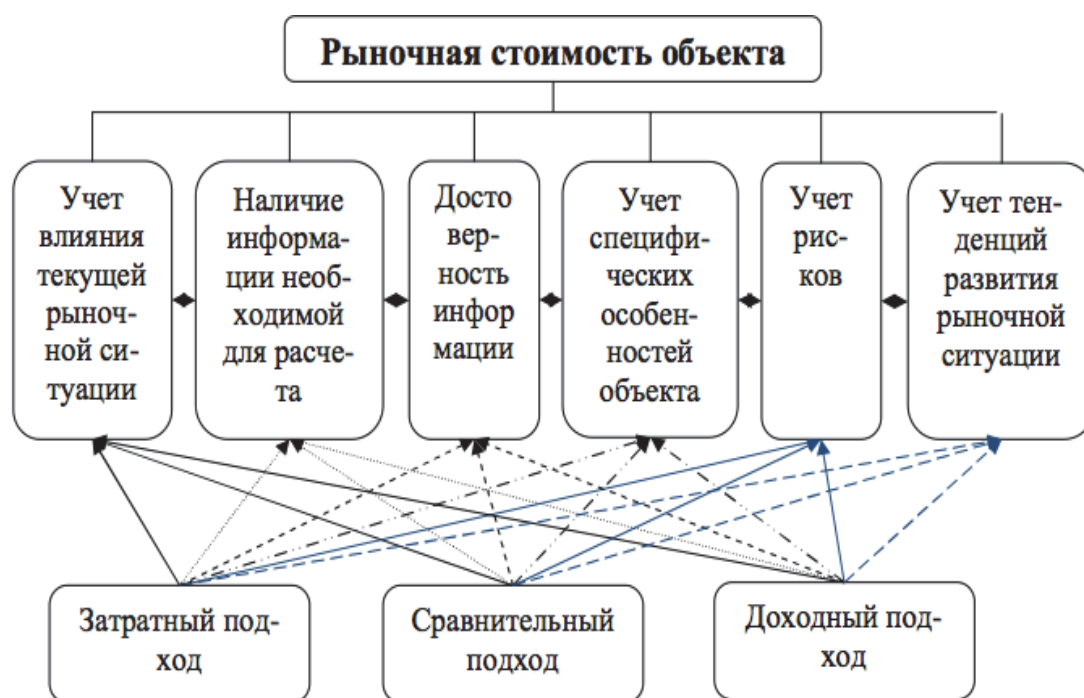 Рыночная стоимость объекта
Учет
влияния
текущей
рыноч-
ной си-
туации
Наличие
информа-
ции необ-
ходимой
для расче-
та
Досто
вер-
ность
инфор
мации
Учет
специфи-
ческих
особен-
ностей
объекта
Учет
рис-
ков
Учет тен-
денций
развития
рыночной
ситуации
Затратный под-
ход
Сравнительный
подход
Доходный под-
ход